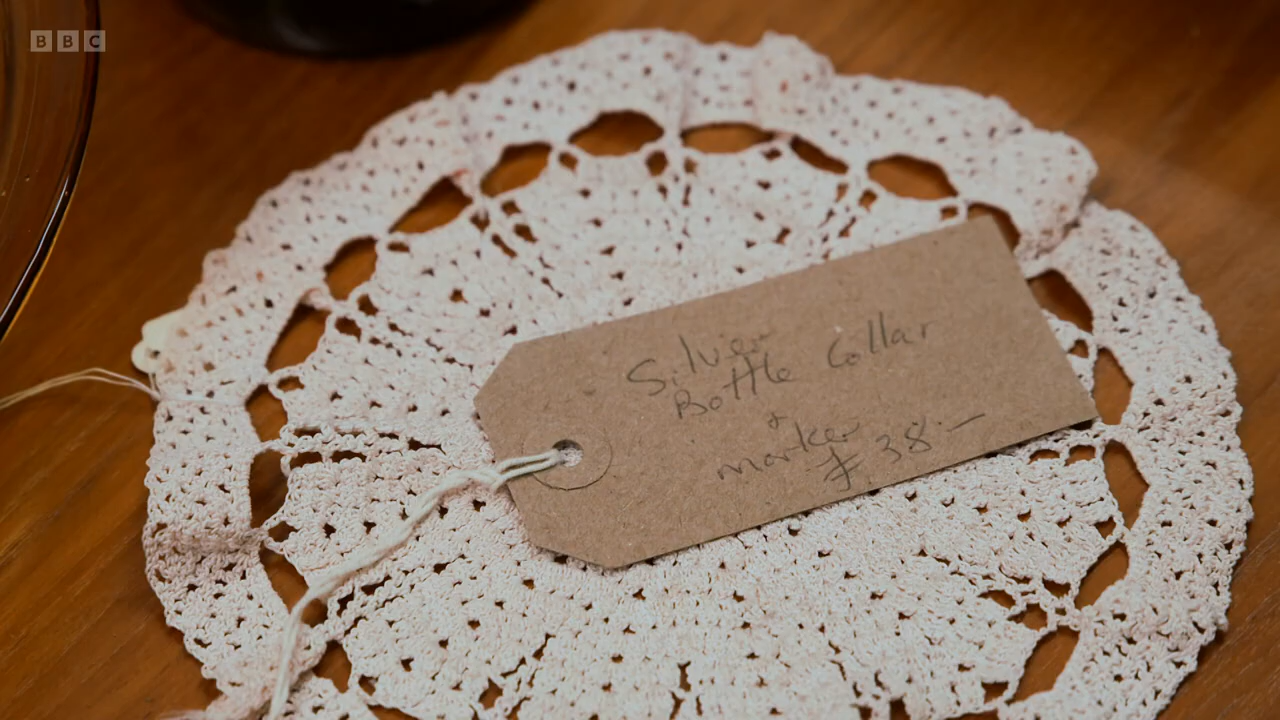 BBC
Silver
Bottle Collar
+
marker
£38.—